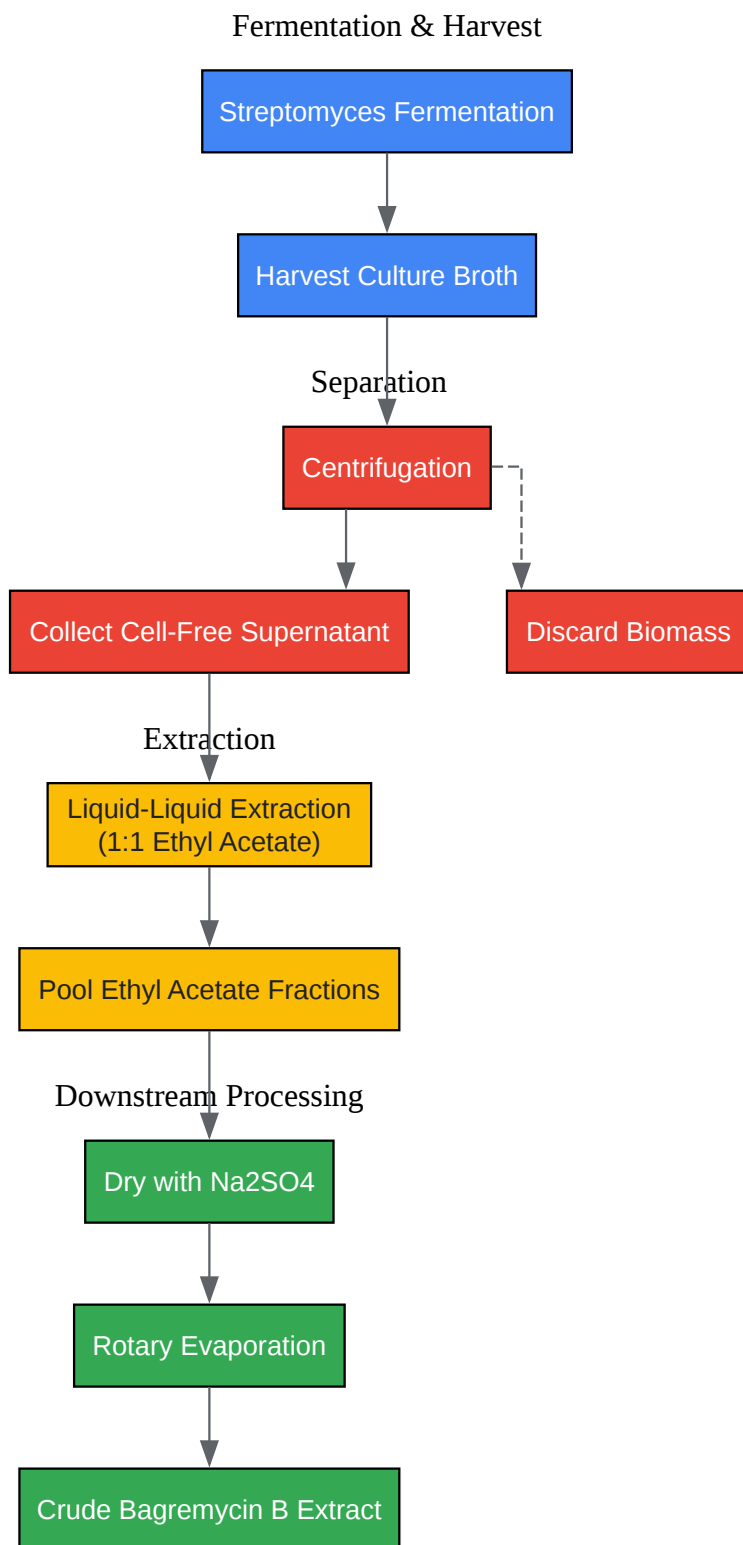 Fermentation & Harvest
Streptomyces Fermentation
Harvest Culture Broth
Separation
Centrifugation
Collect Cell-Free Supernatant
Discard Biomass
Extraction
Liquid-Liquid Extraction
(1:1 Ethyl Acetate)
Pool Ethyl Acetate Fractions
Downstream Processing
Dry with Na2SO4
Rotary Evaporation
Crude Bagremycin B Extract